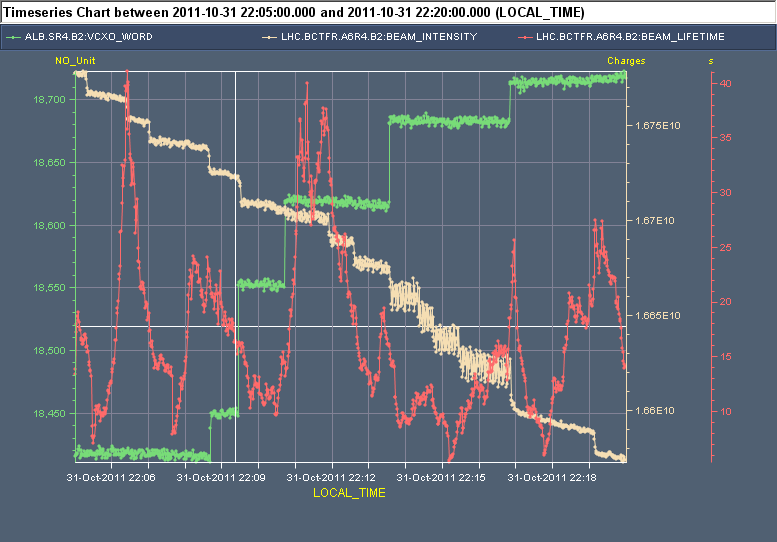 Timeseries Chart between 2011-10-31 22:05:00.000 and 2011-10-31 22:20:00.000 (LOCAL_TIME)
ALB.SR4.B2:VCXO_WORD LHC.BCTFR.A6R4.B2:BEAM_INTENSITY LHC.BCTFR.A6R4.B2:BEAM_LIFETIME
NO_Unit Charges s
18,700
18,650
18,600
18,550
18,500
18,450
1.675E10
1.67E10
1.665E10
1.66E10
40
35
30
25
20
15
10
31-Oct-2011 22:06 31-Oct-2011 22:09 31-Oct-2011 22:12 31-Oct-2011 22:15 31-Oct-2011 22:18
LOCAL_TIME